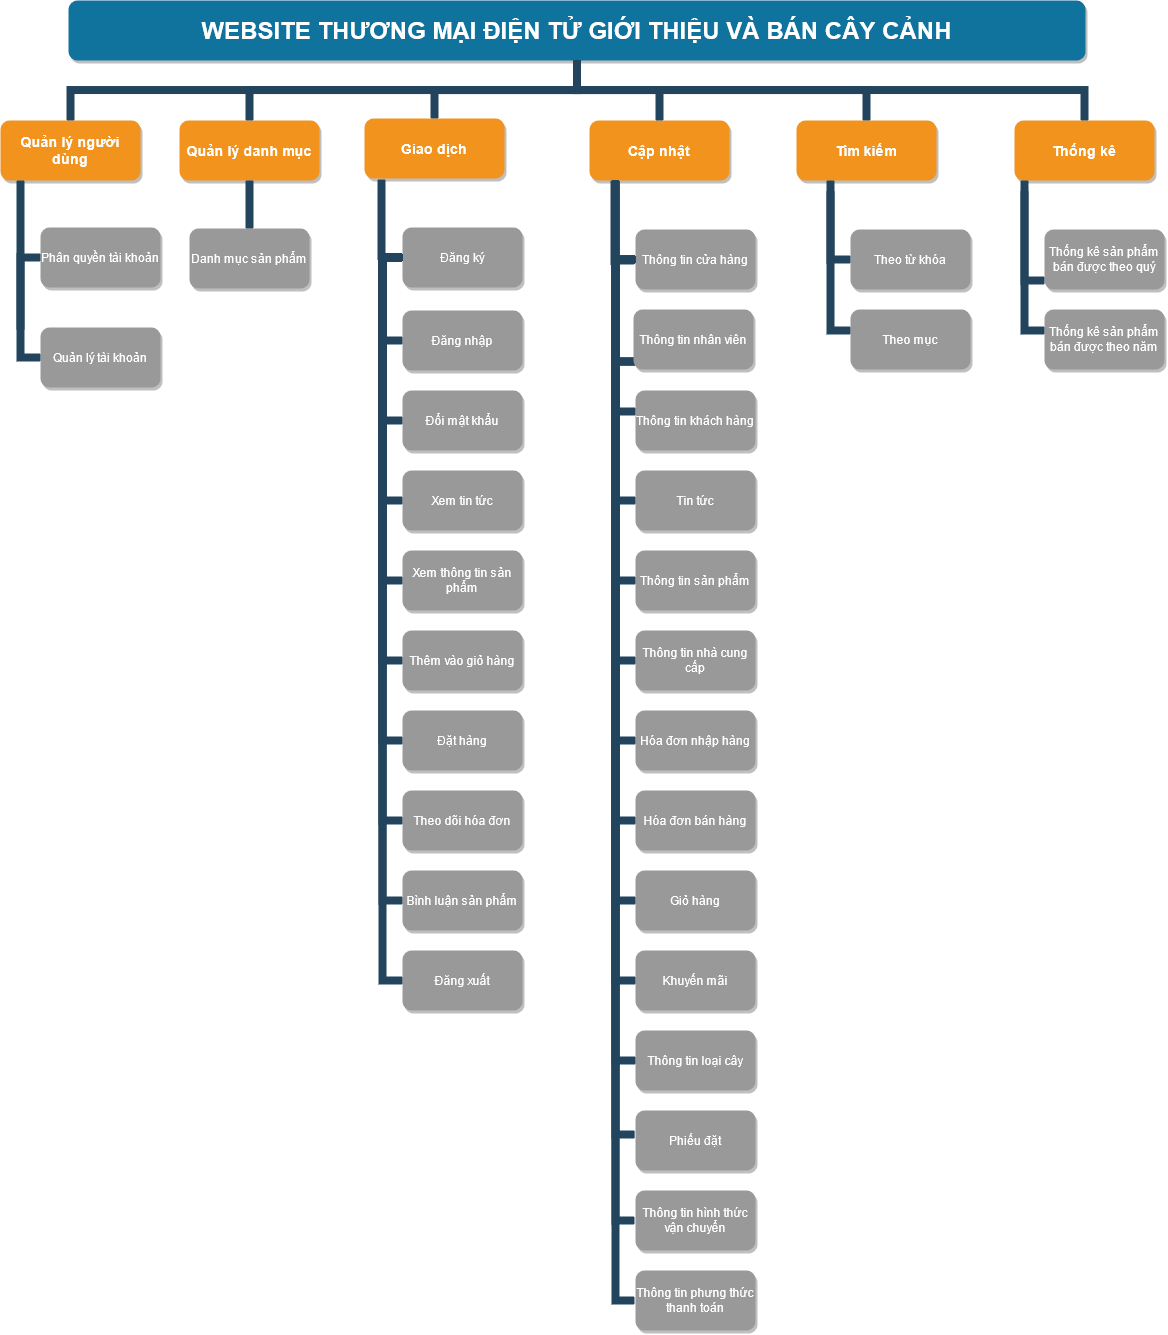 WEBSITE THƯƠNG MẠI ĐIỆN TỬ GIỚI THIỆU VÀ BÁN CÂY CẢNH
Quản lý người
dùng
Quản lý danh mục
Giao dịch
Cập nhật
Tìm kiếm
Thống kê
Phân quyền tài khoản
Quản lý tài khoản
Danh mục sản phẩm
Đăng ký
Đăng nhập
Đổi mật khẩu
Xem tin tức
Xem thông tin sản
phẩm
Thêm vào giỏ hàng
Đặt hàng
Theo dõi hóa đơn
Bình luận sản phẩm
Đăng xuất
Thông tin cửa hàng
Thông tin nhân viên
Thông tin khách hàng
Tin tức
Thông tin sản phẩm
Thông tin nhà cung
cấp
Hóa đơn nhập hàng
Hóa đơn bán hàng
Giỏ hàng
Khuyến mãi
Thông tin loại cây
Phiếu đặt
Thông tin hình thức
vận chuyển
Thông tin phưng thức
thanh toán
Theo từ khóa
Theo mục
Thống kê sản phẩm
bán được theo quý
Thống kê sản phẩm
bán được theo năm